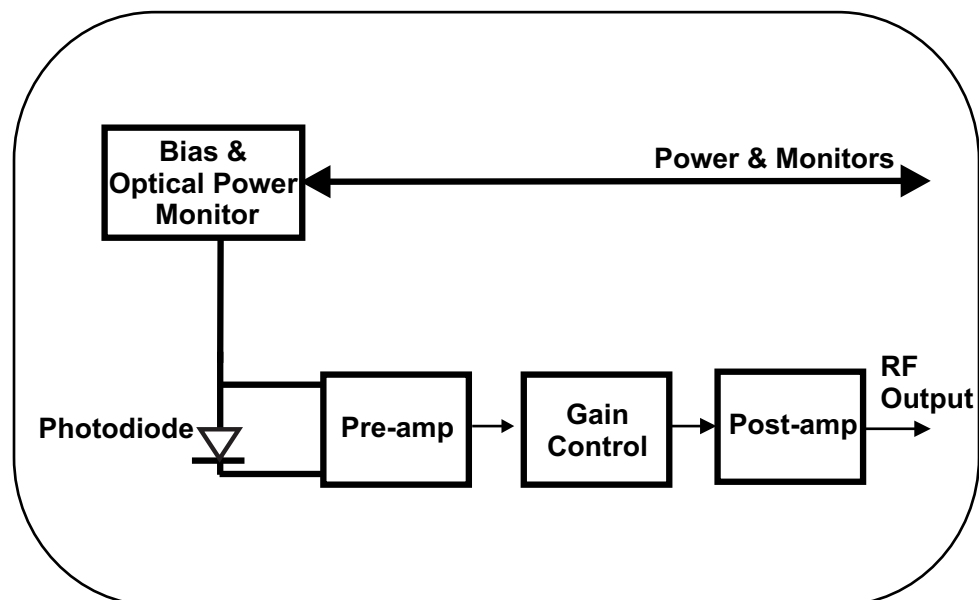 Bias &
Optical Power
Monitor
Power & Monitors
Photodiode
Pre-amp
Gain
Control
Post-amp
RF
Output